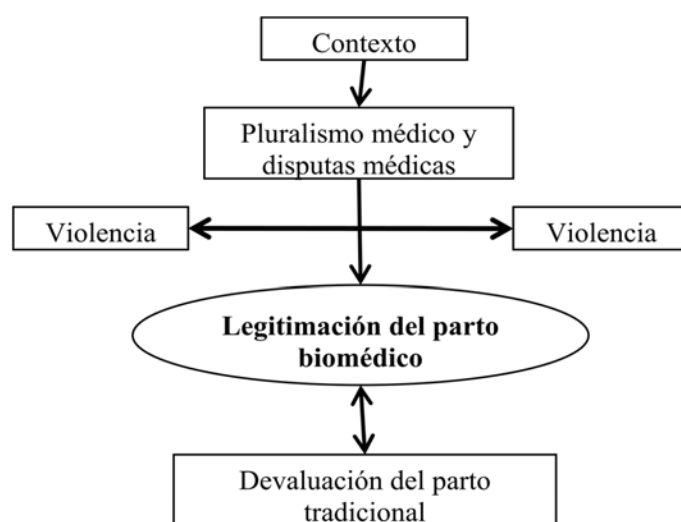 Contexto
Pluralismo médico y
disputas médicas
Violencia
Violencia
Legitimación del parto
biomédico
Devaluación del parto
tradicional